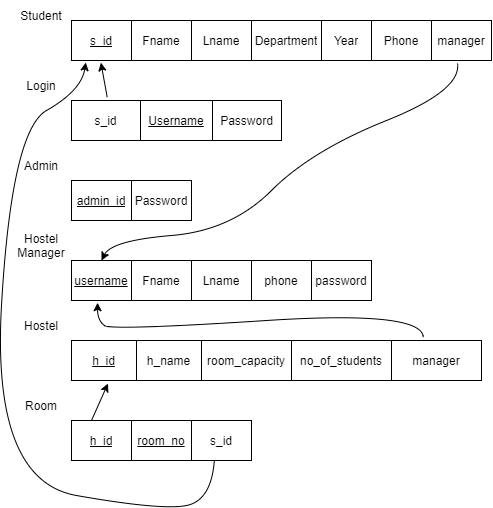 Student
s_id Fname Lname Department Year Phone manager
Login
s_id Username Password
Admin
admin_id Password
Hostel
Manager
username Fname Lname phone password
Hostel
h_id h_name room_capacity no_of_students manager
Room
h_id room_no s_id